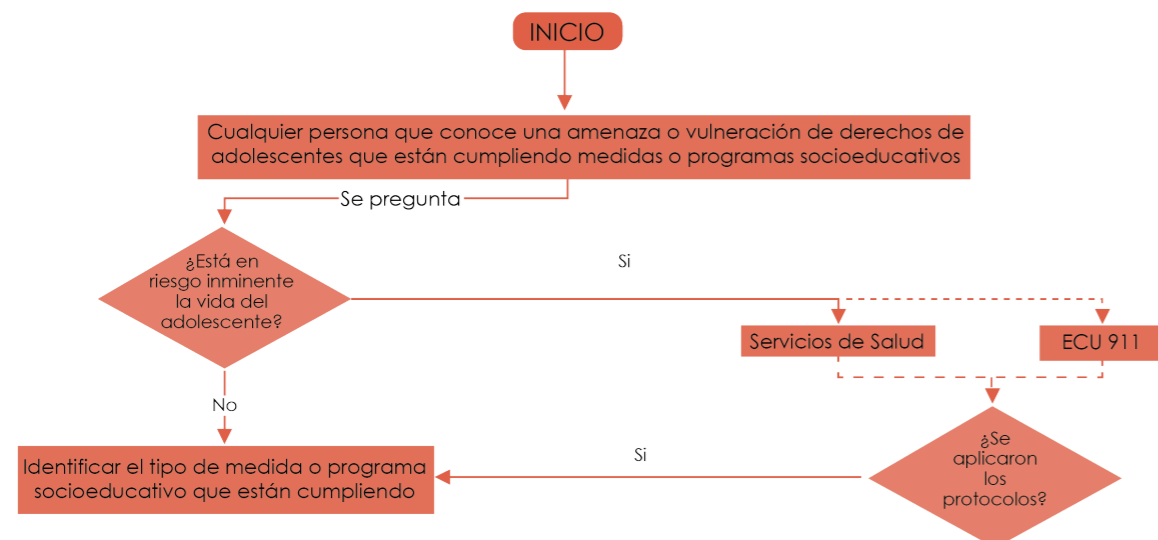 INICIO
Cualquier persona que conoce una amenaza o vulneración de derechos de
adolescentes que están cumpliendo medidas o programas socioeducativos
Se pregunta
¿Está en
riesgo inminente
la vida del
adolescente?
Si
Servicios de Salud
ECU 911
No
Identificar el tipo de medida o programa
socioeducativo que están cumpliendo
Si
¿Se
aplicaron
los
protocolos?